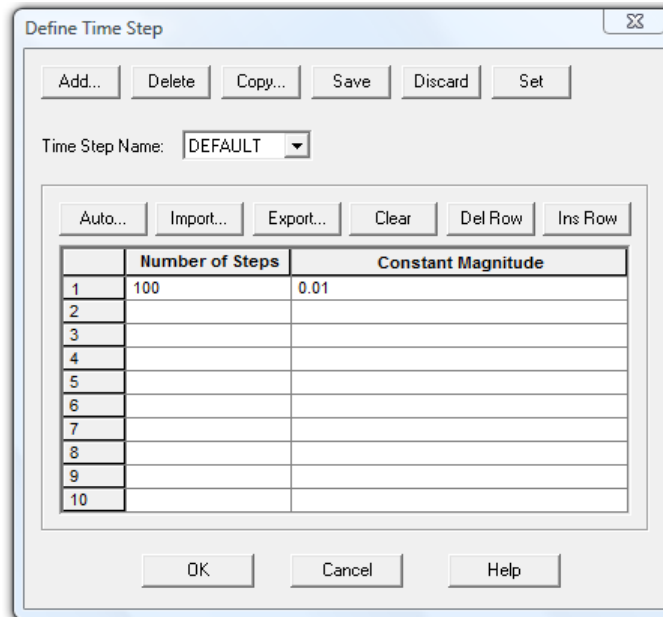 Define Time Step
Add... Delete Copy... Save Discard Set
Time Step Name: DEFAULT
Auto... Import... Export... Clear Del Row Ins Row
Number of Steps Constant Magnitude
1 100 0.01
2
3
4
5
6
7
8
9
10
OK Cancel Help